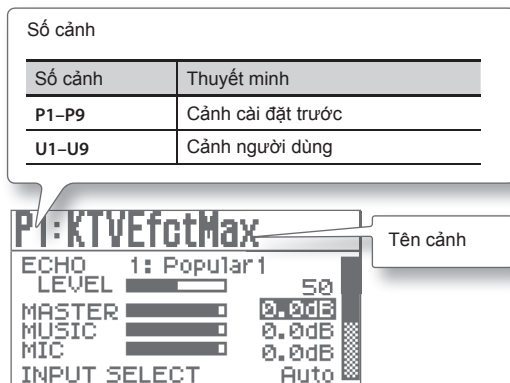 Số cảnh
Số cảnh Thuyết minh
P1–P9 Cảnh cài đặt trước
U1–U9 Cảnh người dùng
P1:KTVEfctMax
Tên cảnh
ECHO 1: Popular1
LEVEL 50
MASTER 0.0dB
MUSIC 0.0dB
MIC 0.0dB
INPUT SELECT Auto